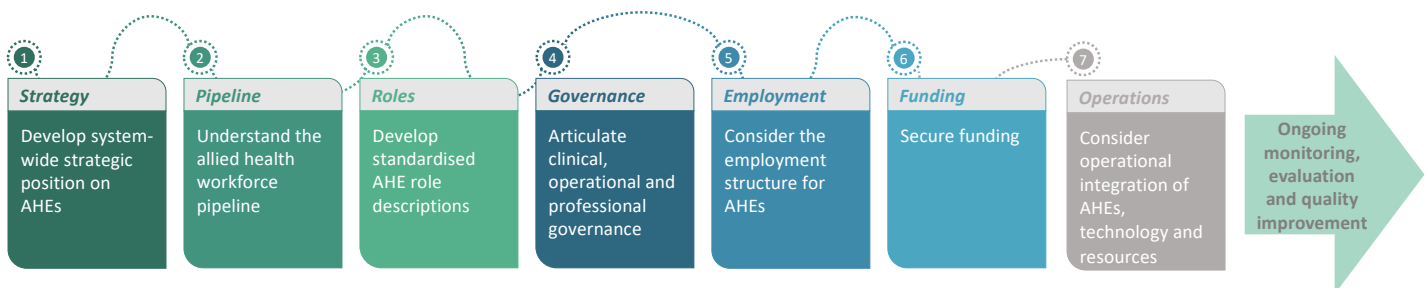 1
Strategy
Develop system-
wide strategic
position on
AHEs
2
Pipeline
Understand the
allied health
workforce
pipeline
3
Roles
Develop
standardised
AHE role
descriptions
4
Governance
Articulate
clinical,
operational and
professional
governance
5
Employment
Consider the
employment
structure for
AHEs
6
Funding
Secure funding
7
Operations
Consider
operational
integration of
AHEs,
technology and
resources
Ongoing
monitoring,
evaluation
and quality
improvement